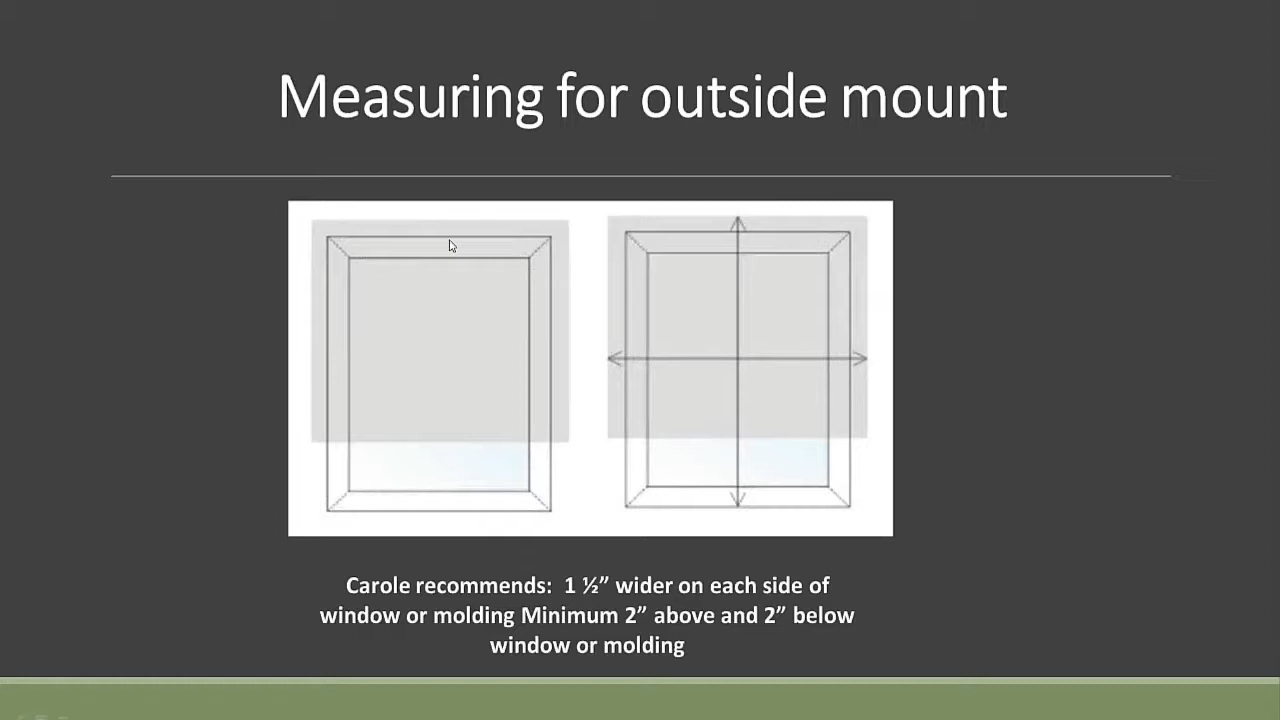 Measuring for outside mount
Carole recommends:  1 ½” wider on each side of
window or molding Minimum 2” above and 2” below
window or molding